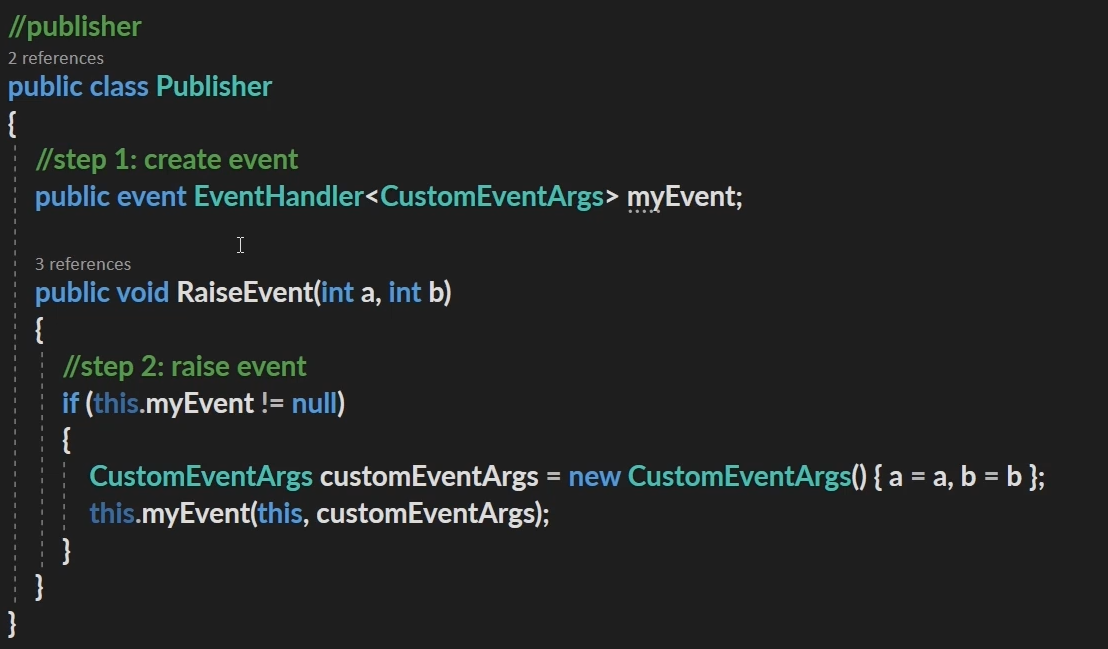 //publisher
2 references
public class Publisher
{
//step 1: create event
public event EventHandler<CustomEventArgs> myEvent;
3 references
public void RaiseEvent(int a, int b)
{
//step 2: raise event
if (this.myEvent != null)
{
CustomEventArgs customEventArgs = new CustomEventArgs() { a = a, b = b };
this.myEvent(this, customEventArgs);
}
}
}